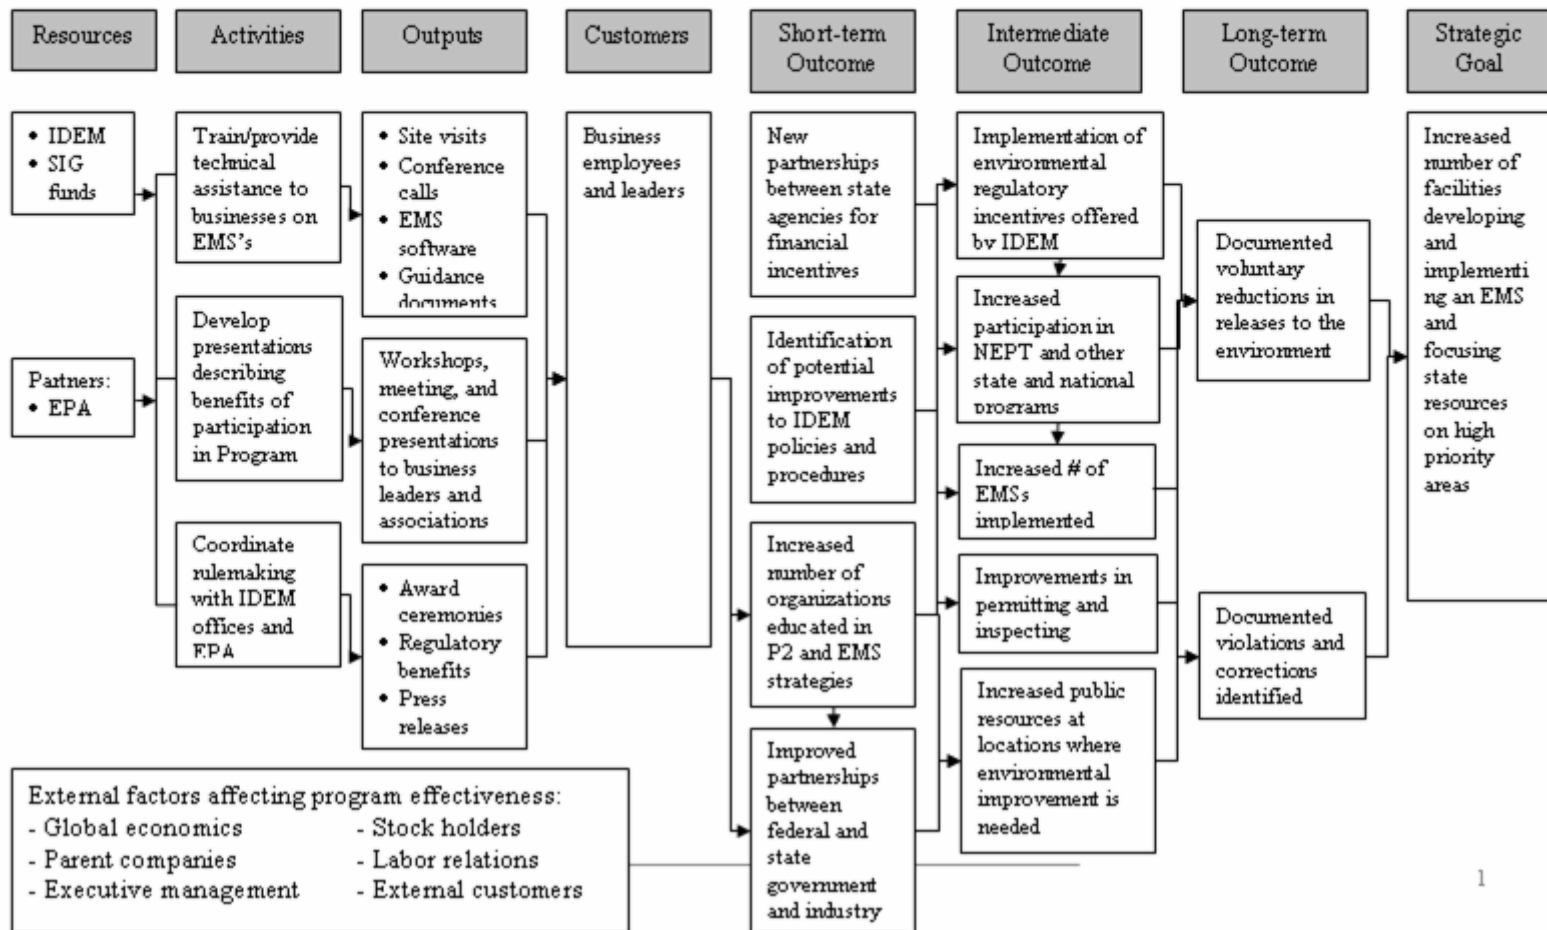 Resources
Activities
Outputs
Customers
Short-term
Outcome
Intermediate
Outcome
Long-term
Outcome
Strategic
Goal
• IDEM
• SIG
funds
Partners:
• EPA
Train/provide
technical
assistance to
businesses on
EMS's
Develop
presentations
describing
benefits of
participation
in Program
Coordinate
rulemaking
with IDEM
offices and
EPA
• Site visits
• Conference
calls
• EMS
software
• Guidance
documents
Workshops,
meeting, and
conference
presentations
to business
leaders and
associations
• Award
ceremonies
• Regulatory
benefits
• Press
releases
Business
employees
and leaders
New
partnerships
between state
agencies for
financial
incentives
Identification
of potential
improvements
to IDEM
policies and
procedures
Increased
number of
organizations
educated in
P2 and EMS
strategies
Improved
partnerships
between
federal and
state
government
and industry
Implementation of
environmental
regulatory
incentives offered
by IDEM
Increased
participation in
NEPT and other
state and national
programs
Increased # of
EMSs
implemented
Improvements in
permitting and
inspecting
Increased public
resources at
locations where
environmental
improvement is
needed
Documented
voluntary
reductions in
releases to the
environment
Documented
violations and
corrections
identified
Increased
number of
facilities
developing
and
implementi
ng an EMS
and
focusing
state
resources
on high
priority
areas
External factors affecting program effectiveness:
- Global economics
- Parent companies
- Executive management
- Stock holders
- Labor relations
- External customers
1